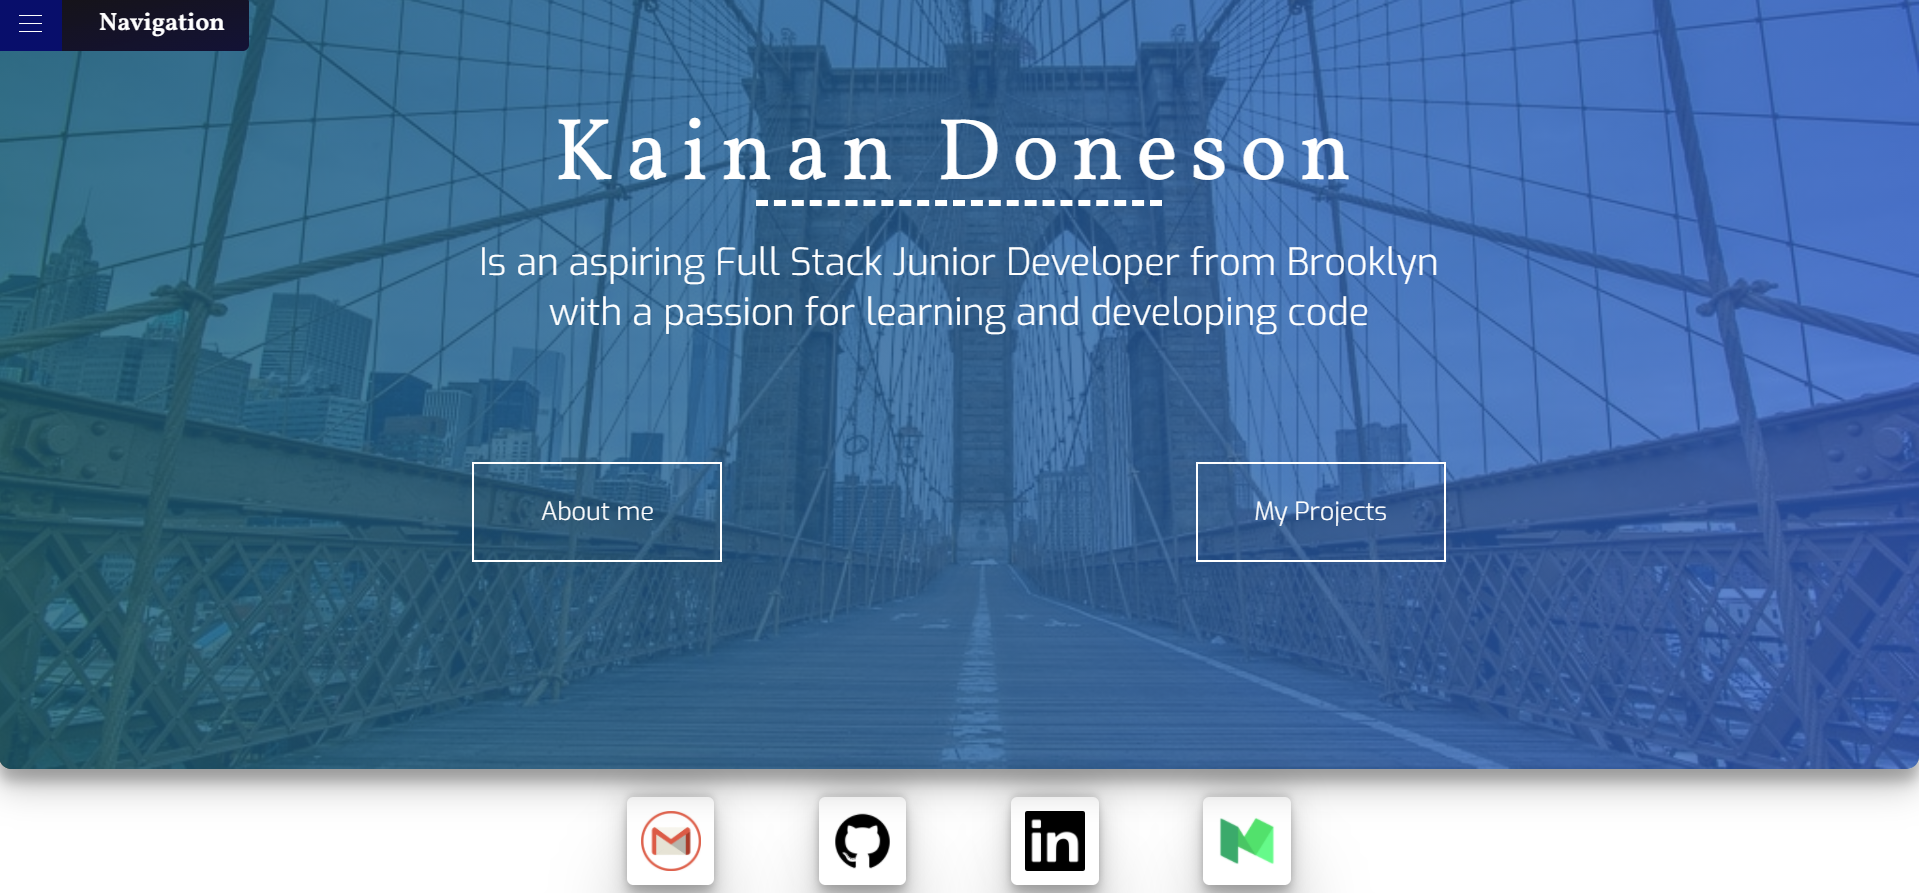 Navigation
Kainan Doneson
Is an aspiring Full Stack Junior Developer from Brooklyn
with a passion for learning and developing code
About me
My Projects
in